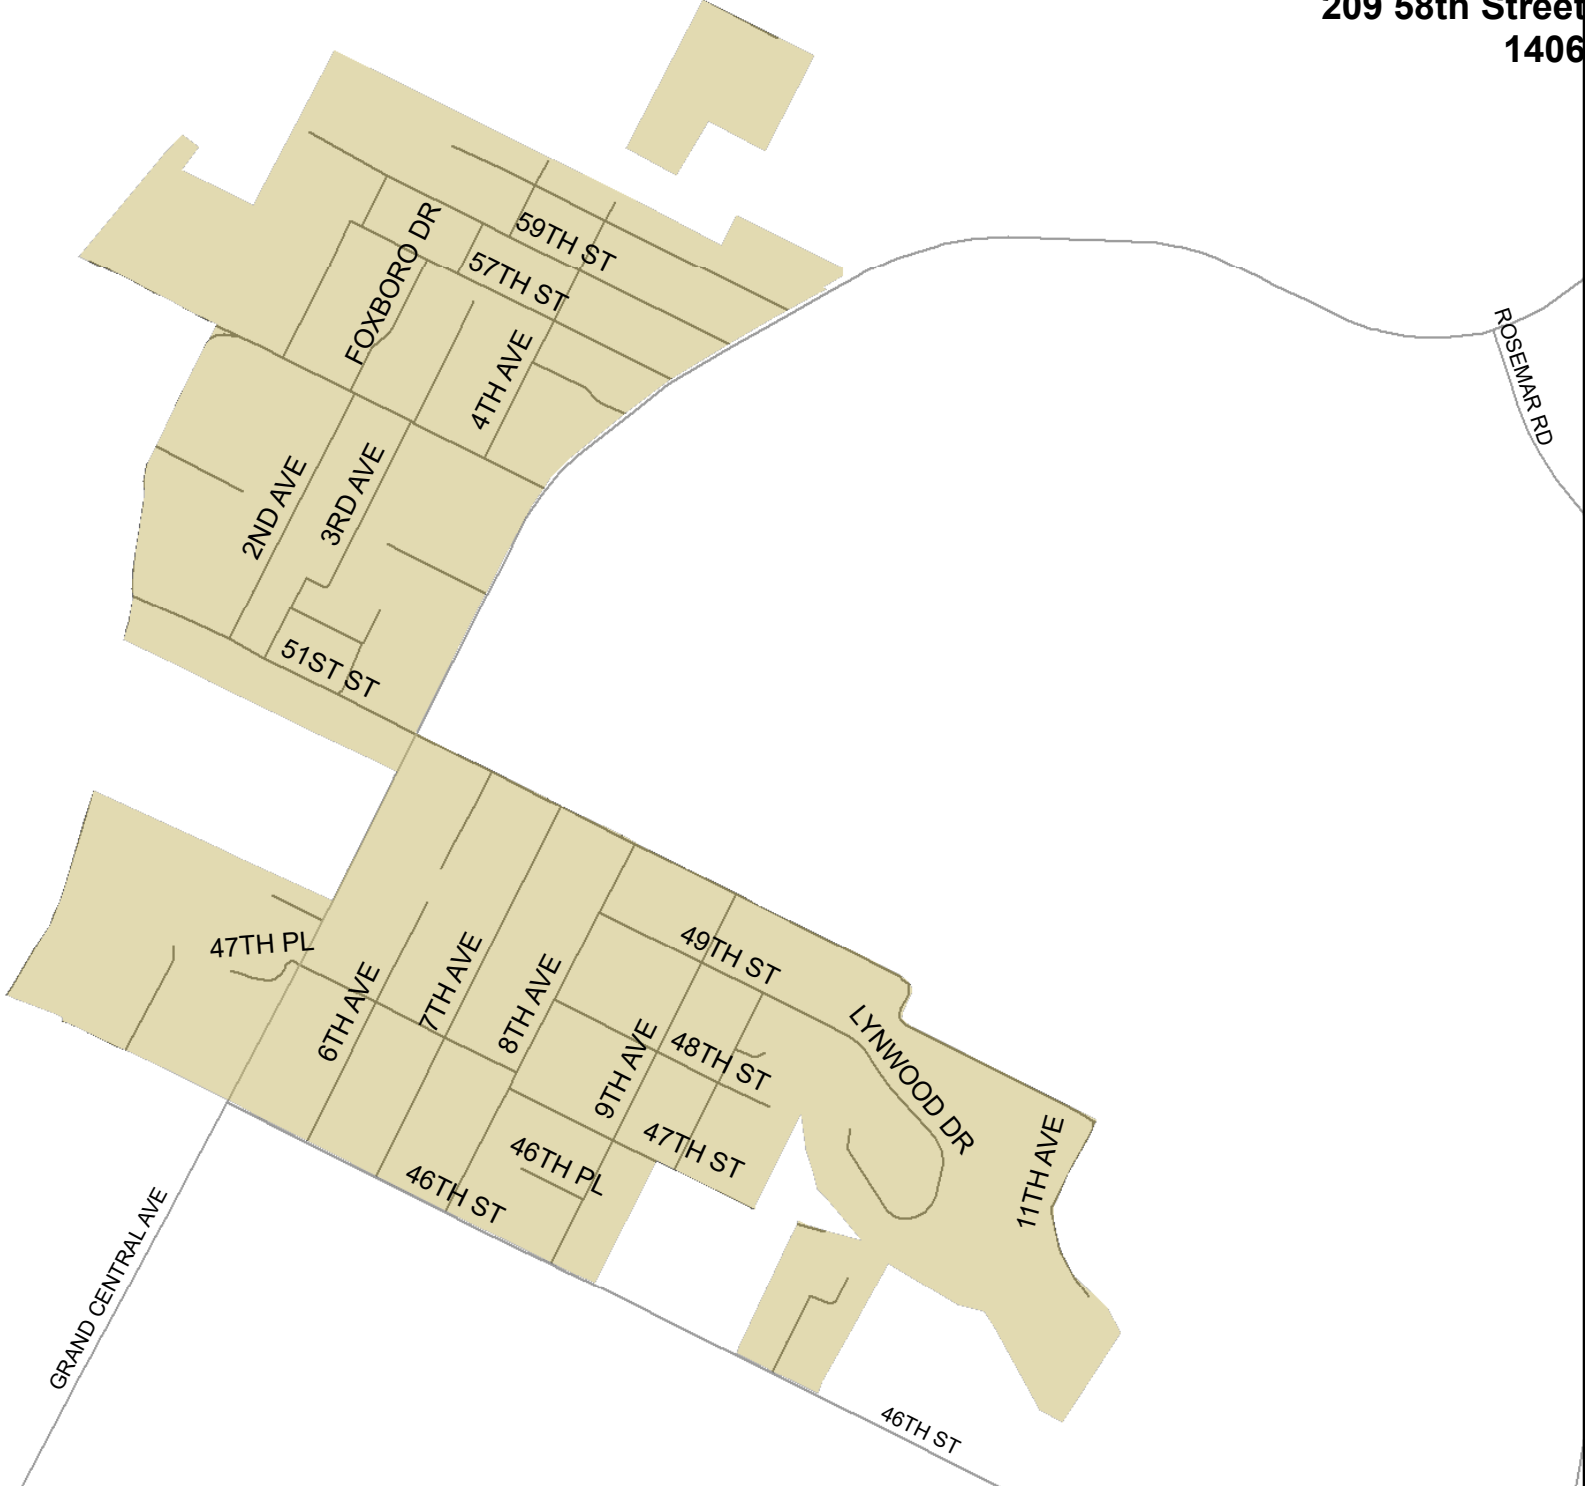 209 58th Street
1406
59TH ST
57TH ST
FOXBORO DR
4TH AVE
ROSEMAR RD
2ND AVE
3RD AVE
51ST ST
47TH PL
6TH AVE
7TH AVE
8TH AVE
49TH ST
9TH AVE
48TH ST
LYNWOOD DR
47TH ST
46TH PL
46TH ST
11TH AVE
GRAND CENTRAL AVE
46TH ST